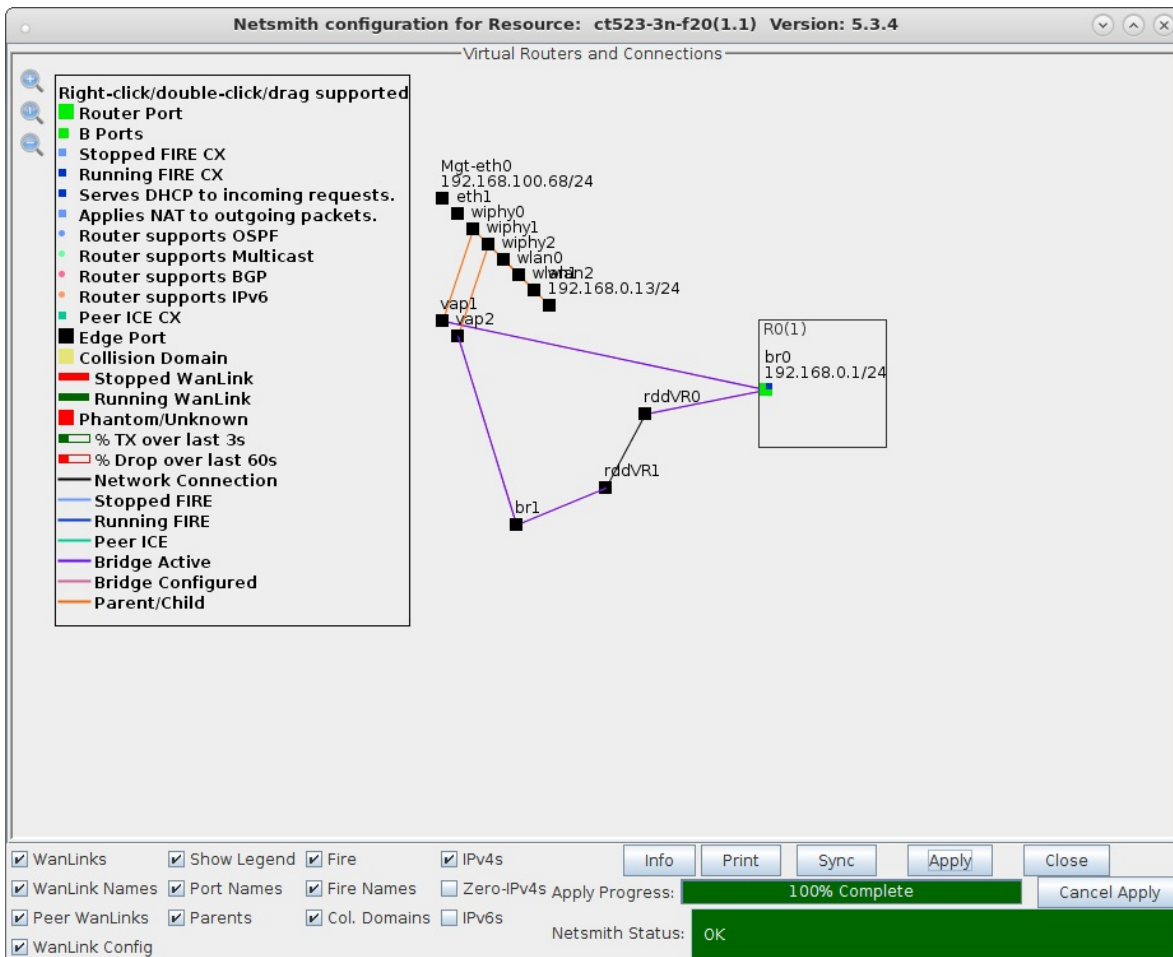 Netsmith configuration for Resource:  ct523-3n-f20(1.1)  Version: 5.3.4
Virtual Routers and Connections
Right-click/double-click/drag supported
Router Port
B Ports
Stopped FIRE CX
Running FIRE CX
Serves DHCP to incoming requests.
Applies NAT to outgoing packets.
Router supports OSPF
Router supports Multicast
Router supports BGP
Router supports IPv6
Peer ICE CX
Edge Port
Collision Domain
Stopped WanLink
Running WanLink
Phantom/Unknown
% TX over last 3s
% Drop over last 60s
Network Connection
Stopped FIRE
Running FIRE
Peer ICE
Bridge Active
Bridge Configured
Parent/Child
Mgt-eth0
192.168.100.68/24
eth1
wiphy0
wiphy1
wiphy2
wlan0
wlan1
wlan2
192.168.0.13/24
vap1
vap2
R0(1)
br0
192.168.0.1/24
rddVR0
rddVR1
br1
WanLinks Show Legend Fire IPv4s Info Print Sync Apply Close
WanLink Names Port Names Fire Names Zero-IPv4s Apply Progress: 100% Complete Cancel Apply
Peer WanLinks Parents Col. Domains IPv6s
Netsmith Status: OK
WanLink Config